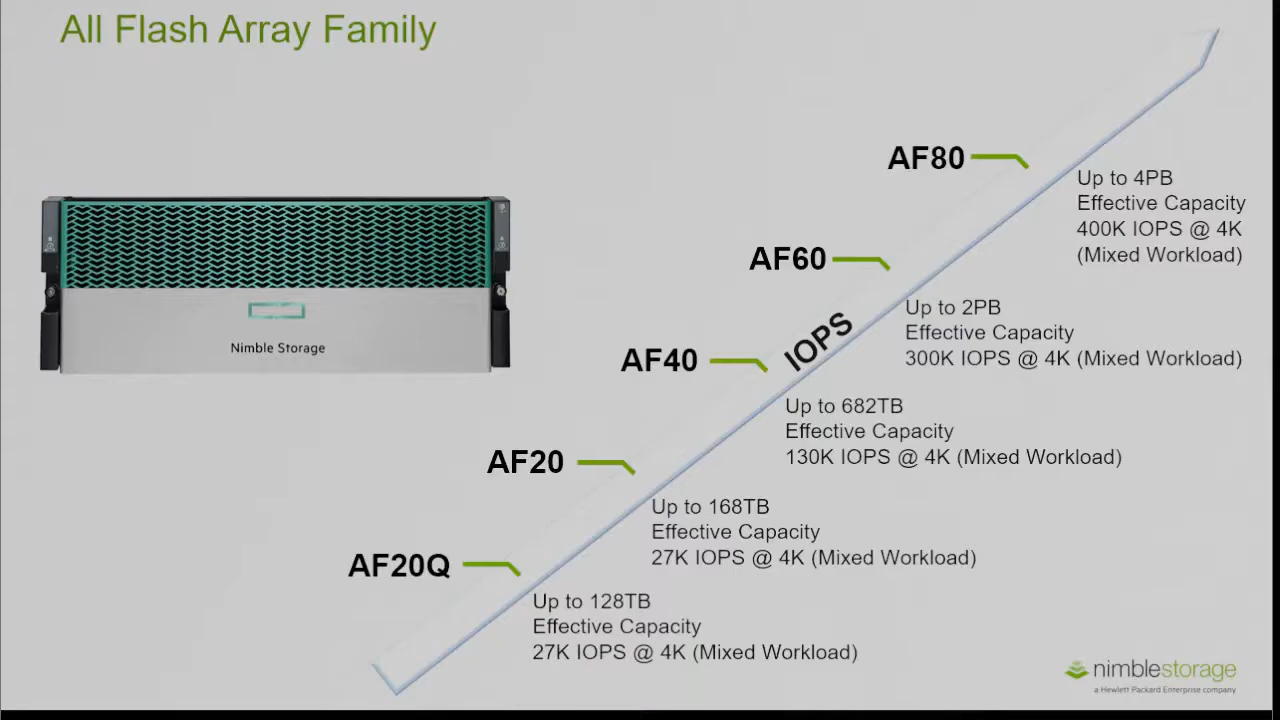 All Flash Array Family
AF80
Up to 4PB
Effective Capacity
400K IOPS @ 4K
(Mixed Workload)
AF60
Up to 2PB
Effective Capacity
300K IOPS @ 4K (Mixed Workload)
IOPS
AF40
Up to 682TB
Effective Capacity
130K IOPS @ 4K (Mixed Workload)
AF20
Up to 168TB
Effective Capacity
27K IOPS @ 4K (Mixed Workload)
AF20Q
Up to 128TB
Effective Capacity
27K IOPS @ 4K (Mixed Workload)
Nimble Storage
nimblestorage
a Hewlett Packard Enterprise company